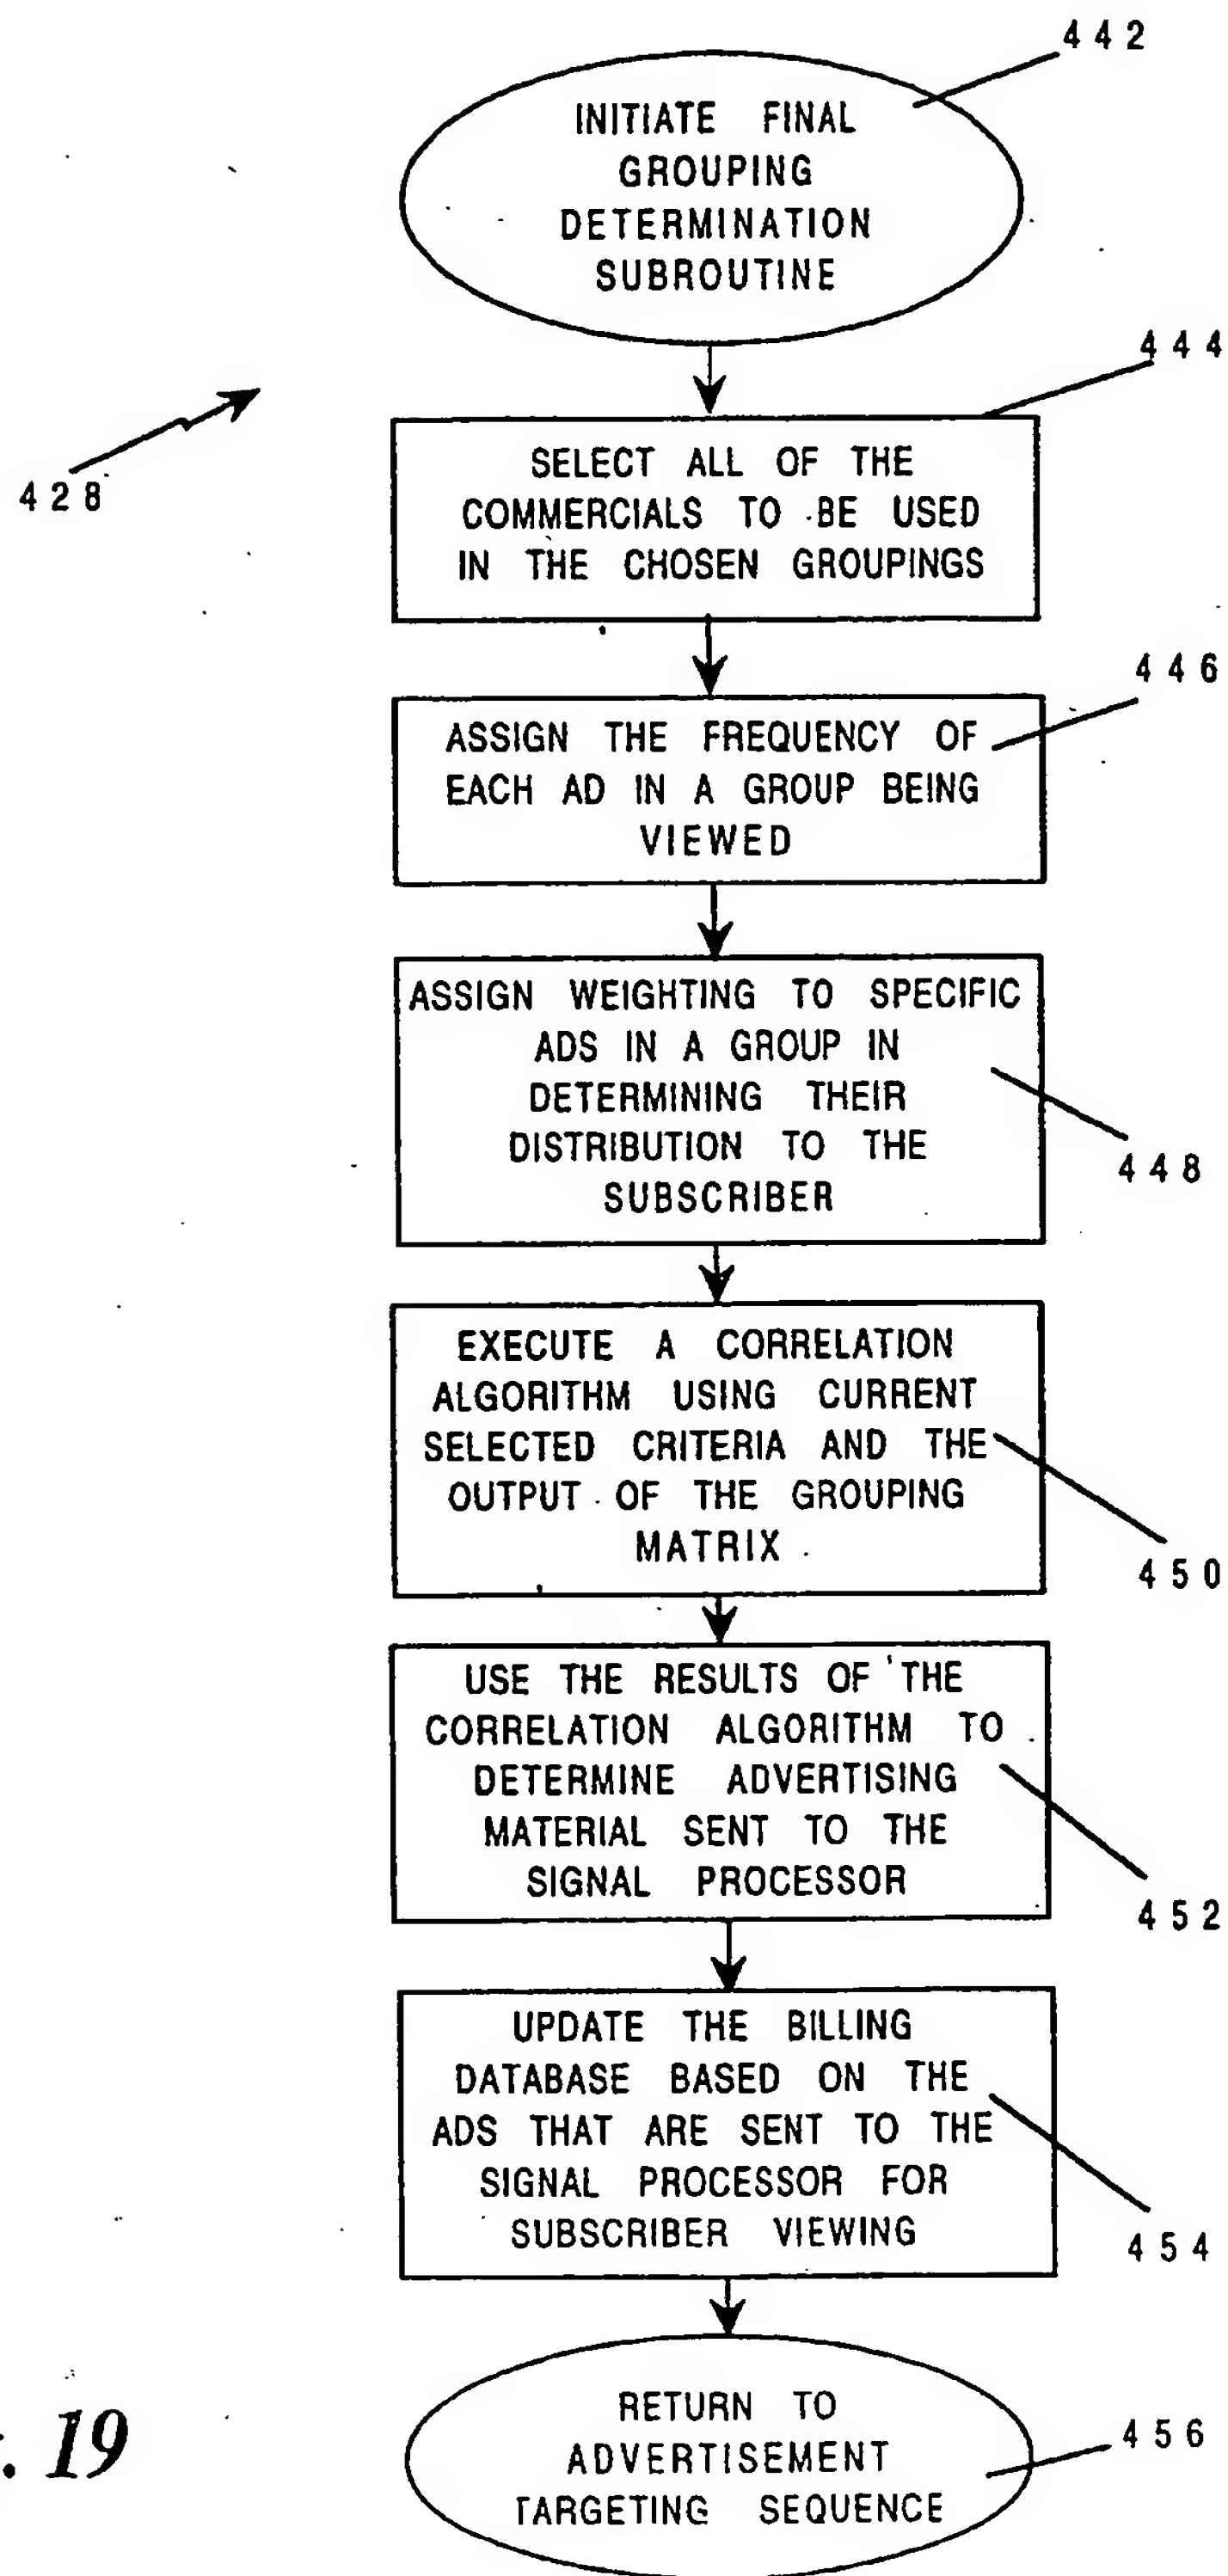 442
INITIATE FINAL
GROUPING
DETERMINATION
SUBROUTINE
444
428
SELECT ALL OF THE
COMMERCIALS TO BE USED
IN THE CHOSEN GROUPINGS
446
ASSIGN THE FREQUENCY OF
EACH AD IN A GROUP BEING
VIEWED
ASSIGN WEIGHTING TO SPECIFIC
ADS IN A GROUP IN
DETERMINING THEIR
DISTRIBUTION TO THE
SUBSCRIBER
448
EXECUTE A CORRELATION
ALGORITHM USING CURRENT
SELECTED CRITERIA AND THE
OUTPUT OF THE GROUPING
MATRIX
450
USE THE RESULTS OF THE
CORRELATION ALGORITHM TO
DETERMINE ADVERTISING
MATERIAL SENT TO THE
SIGNAL PROCESSOR
452
UPDATE THE BILLING
DATABASE BASED ON THE
ADS THAT ARE SENT TO THE
SIGNAL PROCESSOR FOR
SUBSCRIBER VIEWING
454
RETURN TO
ADVERTISEMENT
TARGETING SEQUENCE
456
. 19